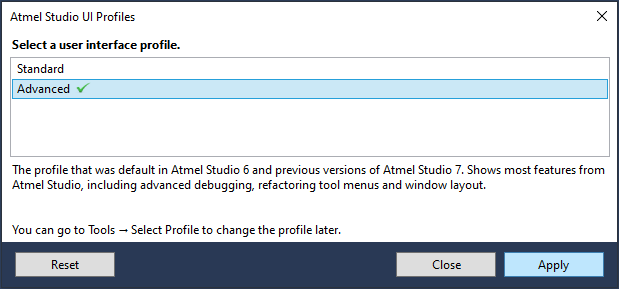 Atmel Studio UI Profiles
Select a user interface profile.
Standard
Advanced
The profile that was default in Atmel Studio 6 and previous versions of Atmel Studio 7. Shows most features from
Atmel Studio, including advanced debugging, refactoring tool menus and window layout.
You can go to Tools → Select Profile to change the profile later.
Reset
Close
Apply